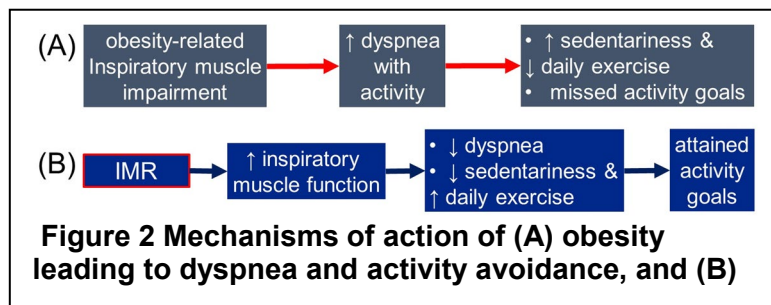 (A)
obesity-related
Inspiratory muscle
impairment
↑ dyspnea
with
activity
• ↑ sedentariness &
↓ daily exercise
• missed activity goals
(B)
IMR
↑ inspiratory
muscle function
• ↓ dyspnea
• ↓ sedentariness &
↑ daily exercise
attained
activity
goals
Figure 2 Mechanisms of action of (A) obesity
leading to dyspnea and activity avoidance, and (B)